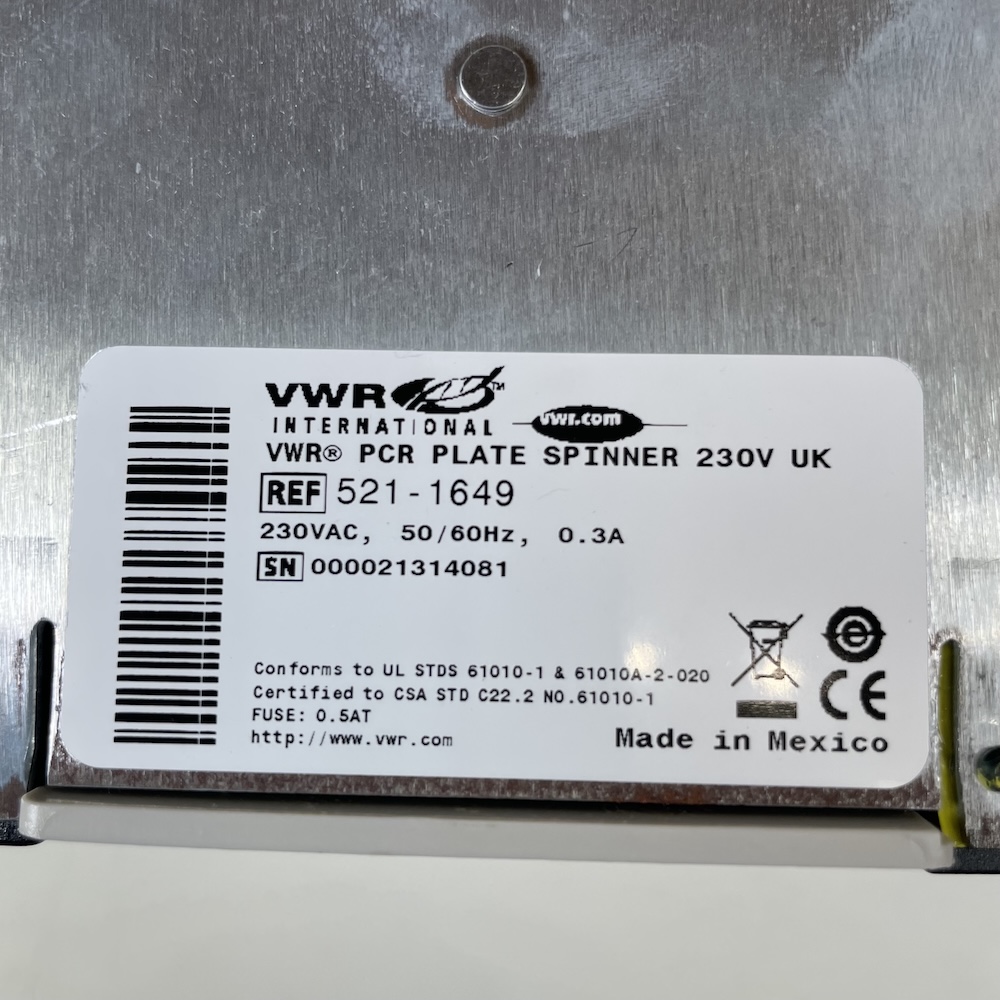 VWR™
INTERNATIONAL
vwr.com
VWR® PCR PLATE SPINNER 230V UK
REF 521-1649
230VAC, 50/60Hz, 0.3A
SN 000021314081
Conforms to UL STDS 61010-1 & 61010A-2-020
Certified to CSA STD C22.2 NO.61010-1
FUSE: 0.5AT
http://www.vwr.com
CE
Made in Mexico